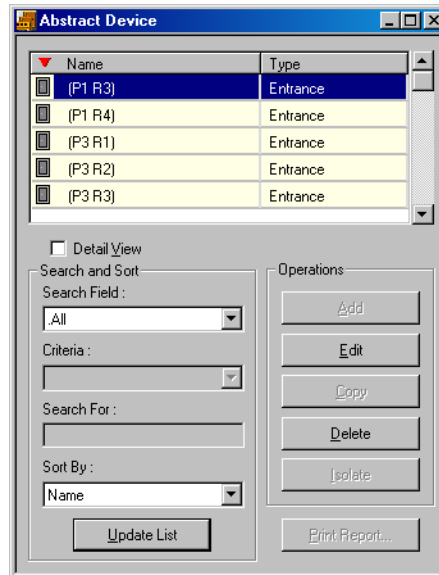 Abstract Device
Name Type
(P1 R3) Entrance
(P1 R4) Entrance
(P3 R1) Entrance
(P3 R2) Entrance
(P3 R3) Entrance
Detail View
Search and Sort
Search Field :
.All
Criteria :
Search For :
Sort By :
Name
Update List
Operations
Add
Edit
Copy
Delete
Isolate
Print Report...